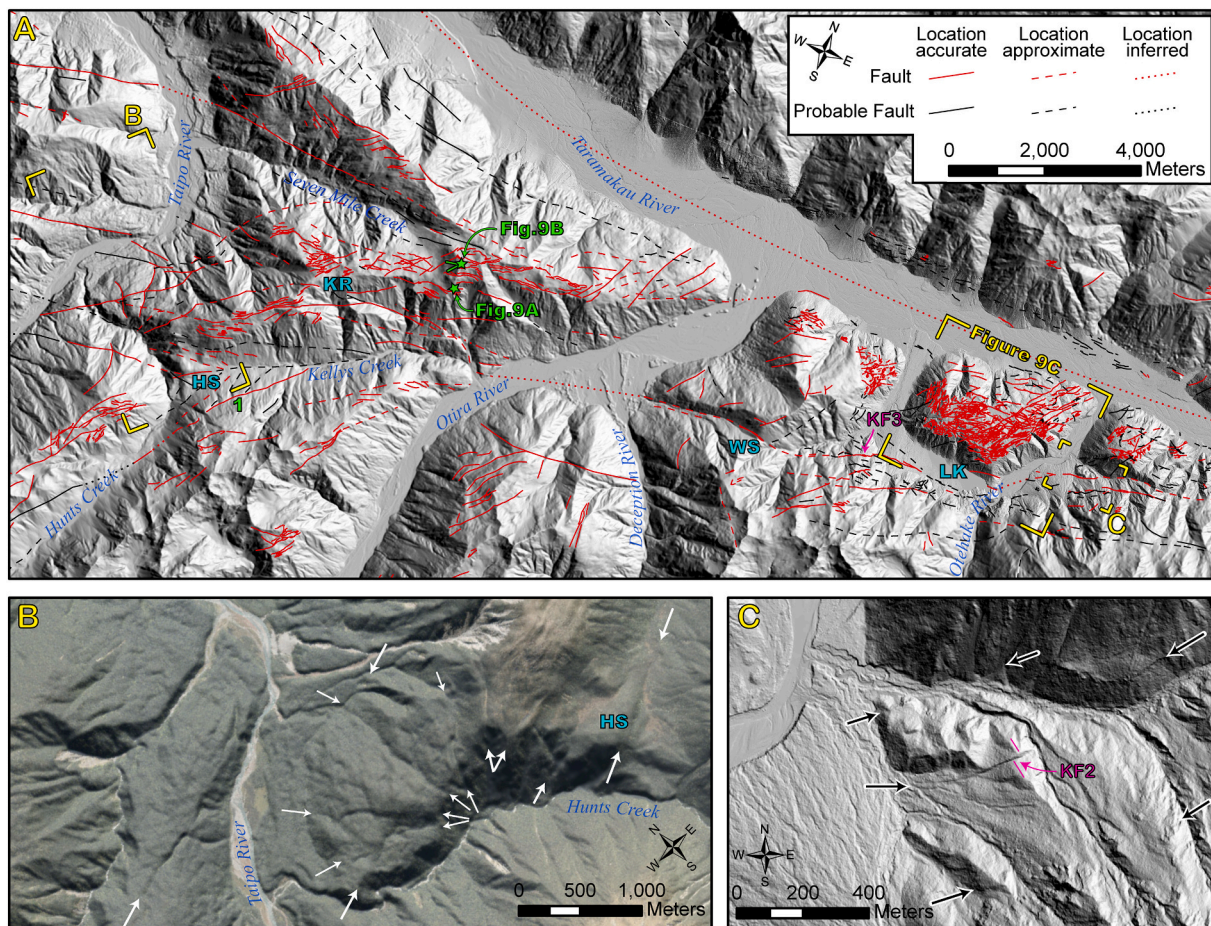 A
N
W
E
S
Location accurate
Location approximate
Location inferred
Fault
Probable Fault
0 2,000 4,000
Meters
B
Taipo River
Seven Mile Creek
Taramakau River
Fig.9B
KR
Fig.9A
HS
1
Kellys Creek
Hunts Creek
Otira River
Deception River
WS
KF3
Figure 9C
LK
Otehake River
C
B
HS
Hunts Creek
Taipo River
N
E
W
S
0 500 1,000
Meters
C
KF2
N
W
E
S
0 200 400
Meters